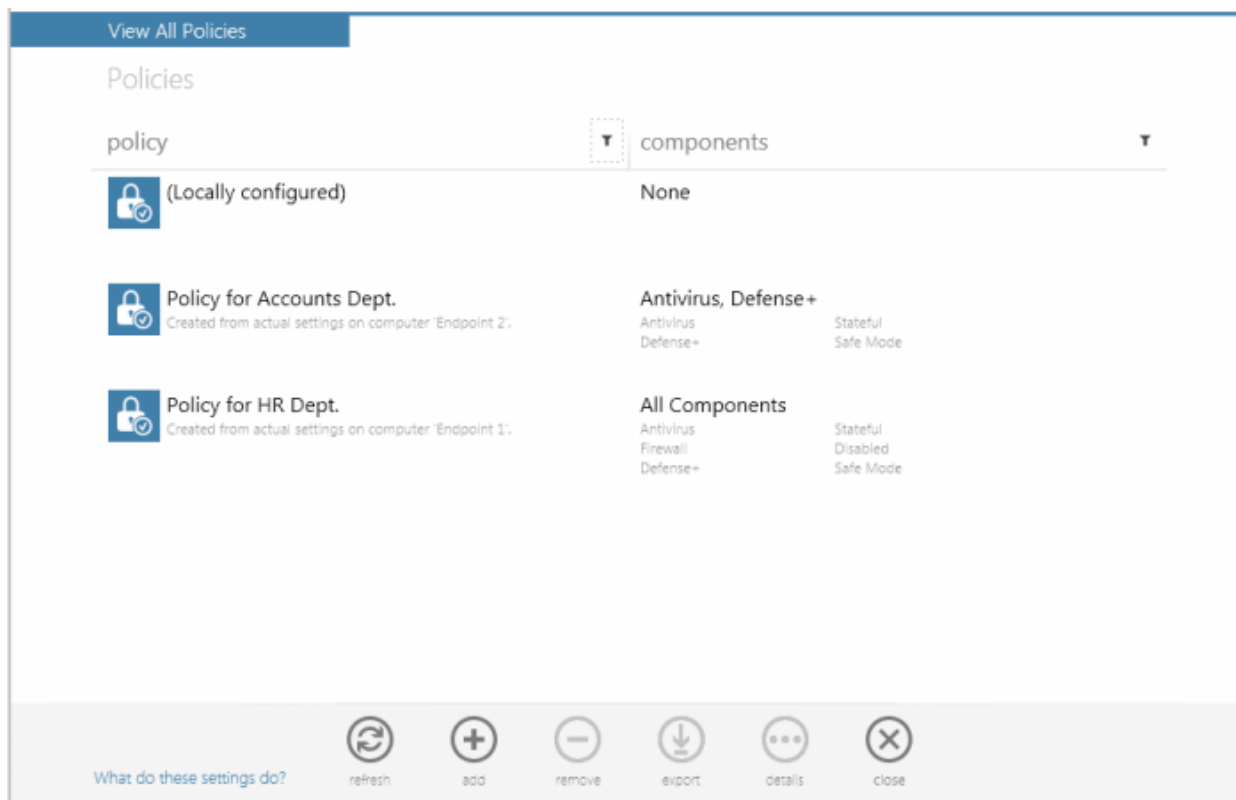 View All Policies
Policies
policy
components
(Locally configured)
None
Policy for Accounts Dept.
Created from actual settings on computer 'Endpoint 2'.
Antivirus, Defense+
Antivirus Stateful
Defense+ Safe Mode
Policy for HR Dept.
Created from actual settings on computer 'Endpoint 1'.
All Components
Antivirus Stateful
Firewall Disabled
Defense+ Safe Mode
What do these settings do?
refresh
add
remove
export
details
close